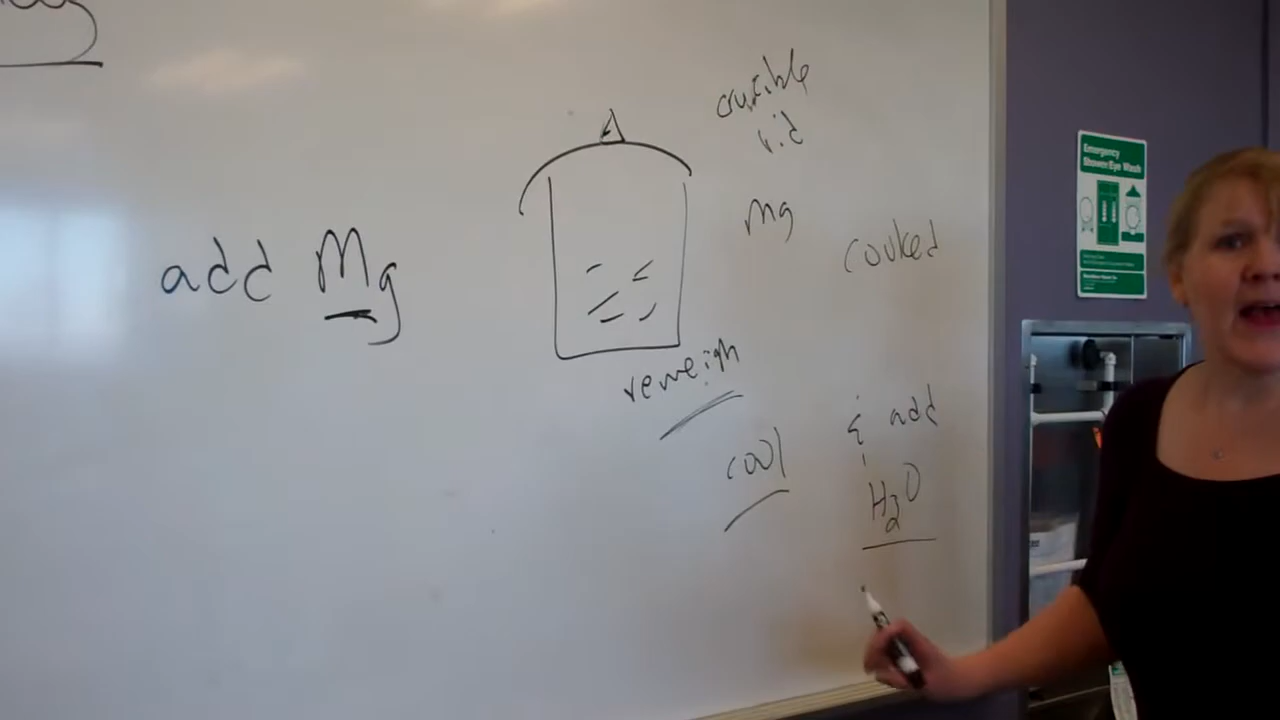 add Mg
crucible
lid
Mg
reweigh
cool
cooked
& add
H2O
Emergency
Shower/Eye Wash